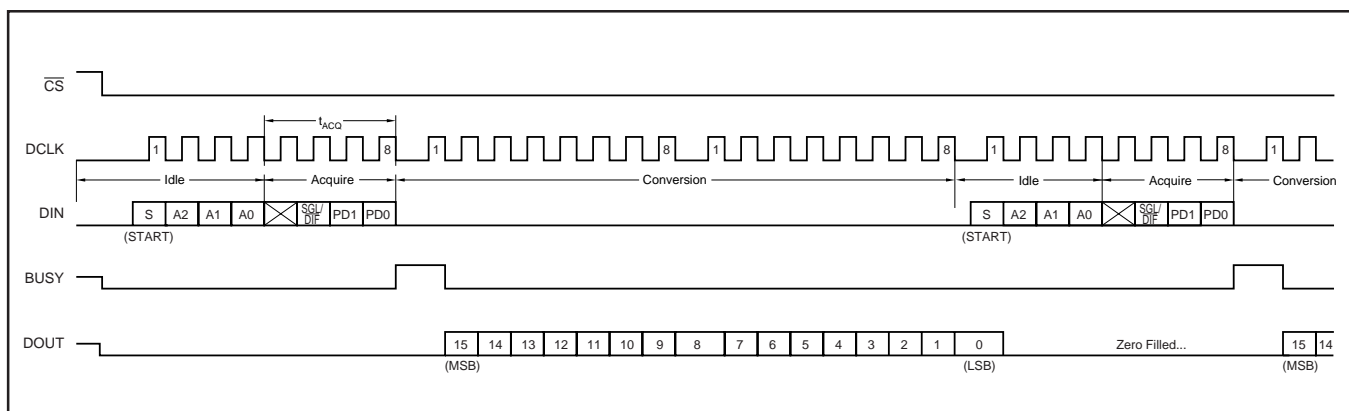 CS
tACQ
DCLK 1 8 1 8 1 8 1 8 1
Idle Acquire Conversion Idle Acquire Conversion
DIN S A2 A1 A0 SGL/DIF PD1 PD0 S A2 A1 A0 SGL/DIF PD1 PD0
(START) (START)
BUSY
DOUT 15 14 13 12 11 10 9 8 7 6 5 4 3 2 1 0 Zero Filled... 15 14
(MSB) (LSB) (MSB)